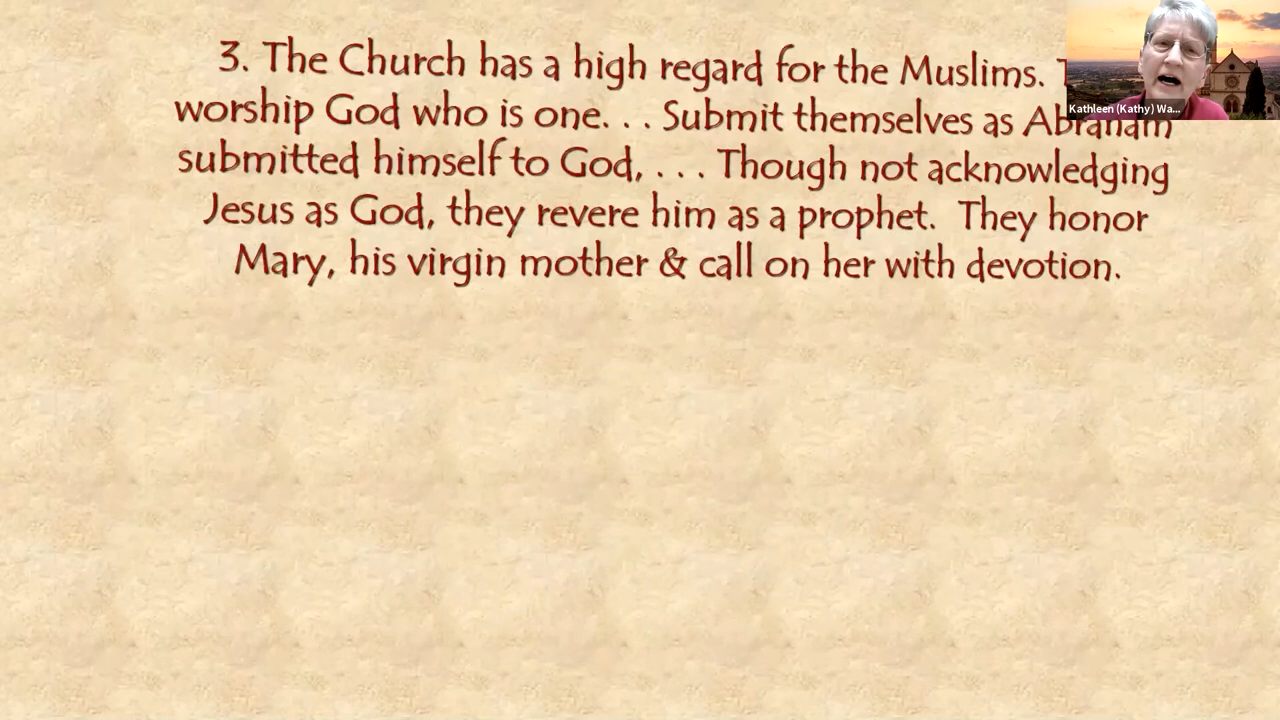 3. The Church has a high regard for the Muslims.
worship God who is one. . . Submit themselves as Abraham
submitted himself to God, . . . Though not acknowledging
Jesus as God, they revere him as a prophet.  They honor
Mary, his virgin mother & call on her with devotion.
Kathleen (Kathy) Wa...